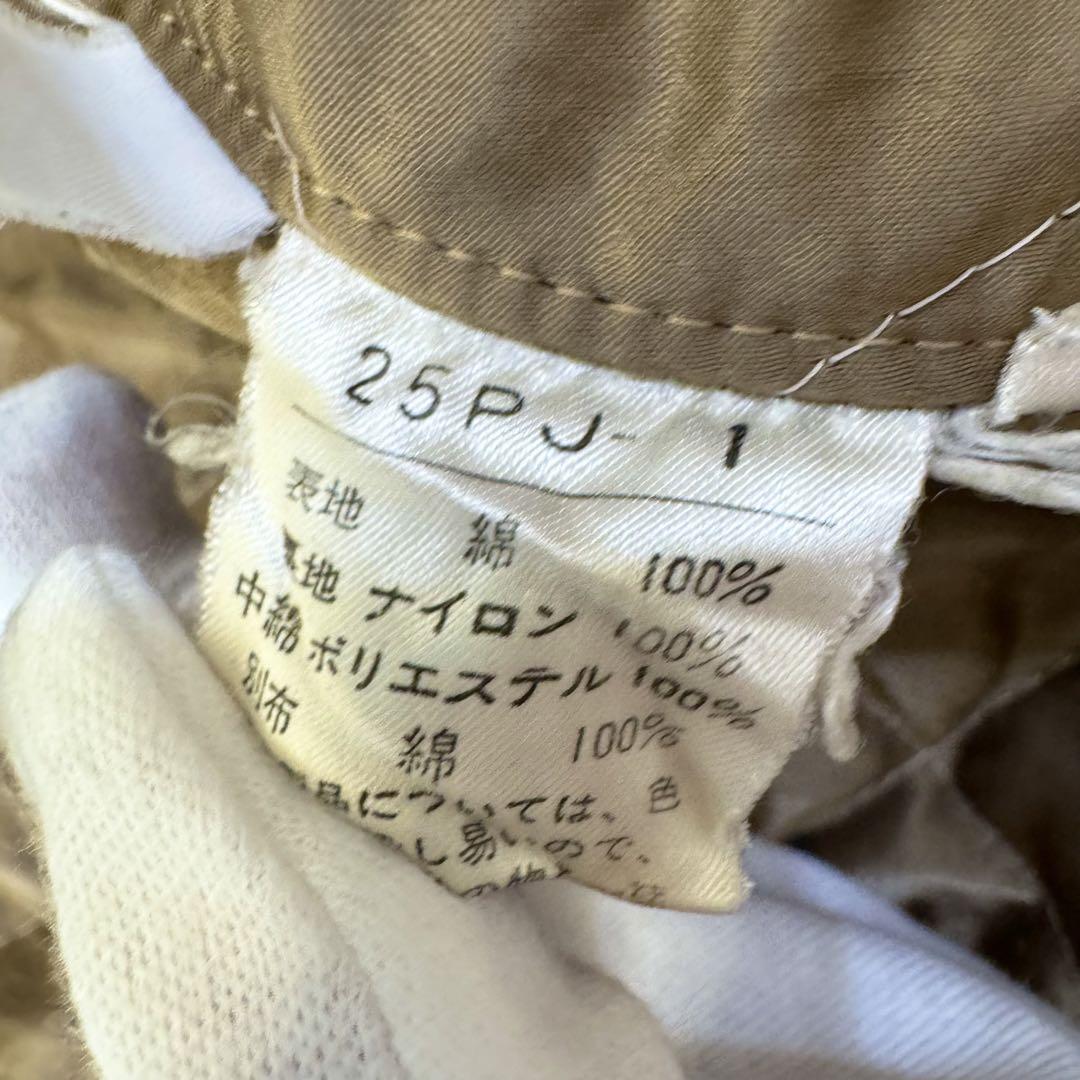 25PJ-1
表地 綿 100%
裏地 ナイロン 100%
中綿 ポリエステル 100%
別布 綿 100%
品については、色
し易いので、